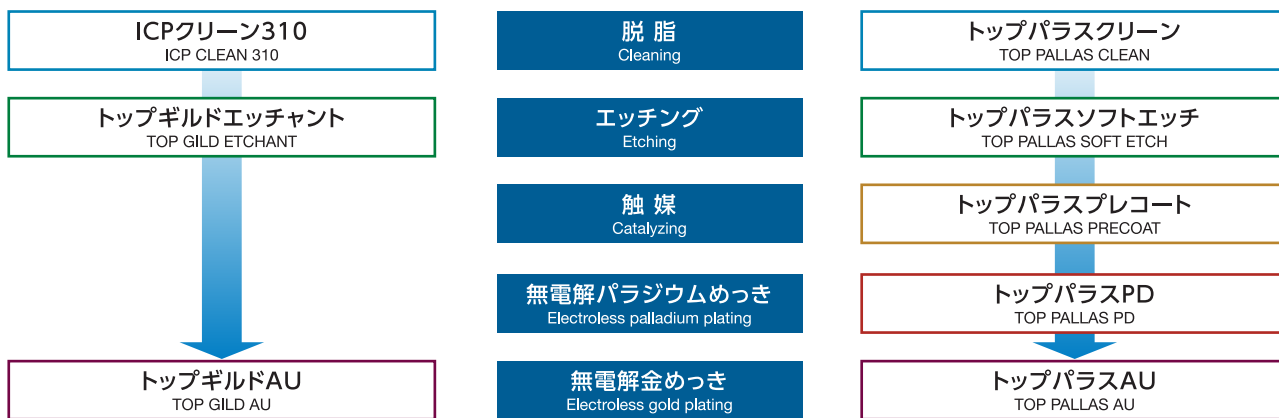 ICPクリーン310
ICP CLEAN 310
脱 脂
Cleaning
トップパラスクリーン
TOP PALLAS CLEAN
トップギルドエッチャント
TOP GILD ETCHANT
エッチング
Etching
トップパラスソフトエッチ
TOP PALLAS SOFT ETCH
触 媒
Catalyzing
トップパラスプレコート
TOP PALLAS PRECOAT
無電解パラジウムめっき
Electroless palladium plating
トップパラスPD
TOP PALLAS PD
トップギルドAU
TOP GILD AU
無電解金めっき
Electroless gold plating
トップパラスAU
TOP PALLAS AU